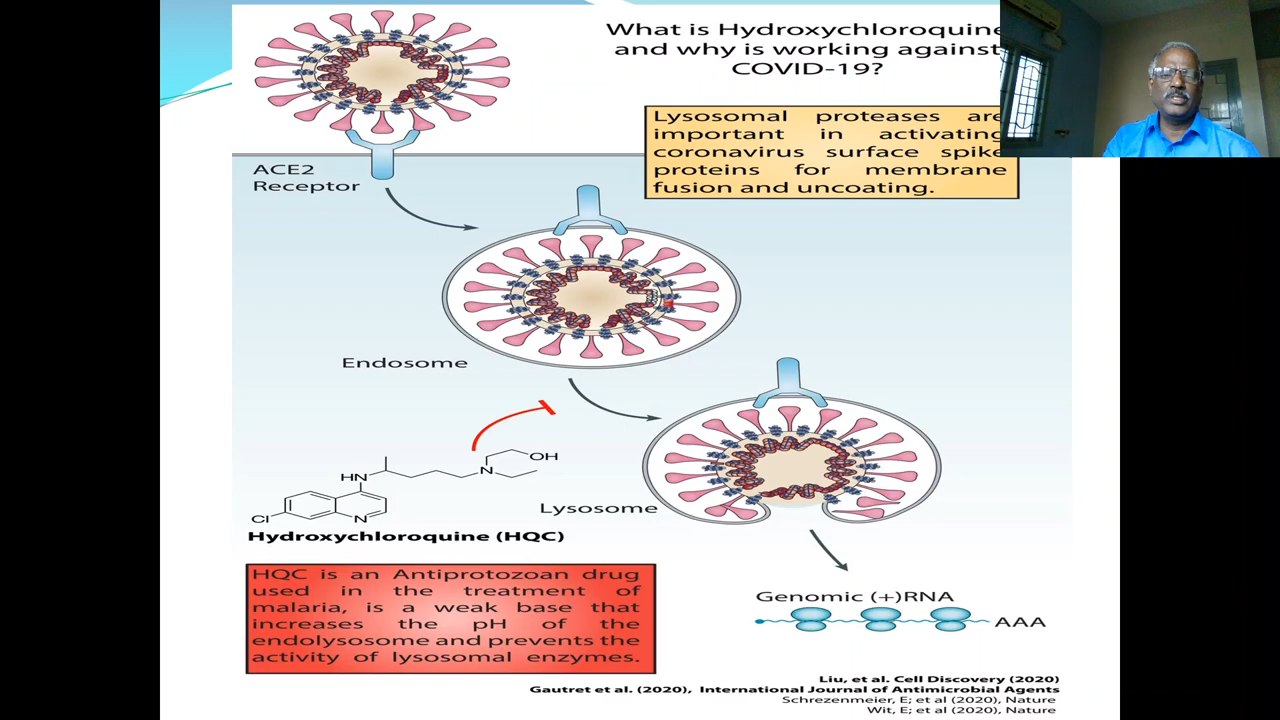 What is Hydroxychloroquine
and why is working against
COVID-19?
Lysosomal proteases are
important in activating
coronavirus surface spike
proteins for membrane
fusion and uncoating.
ACE2
Receptor
Endosome
OH
HN
N
Cl
N
Lysosome
Hydroxychloroquine (HQC)
HQC is an Antiprotozoan drug
used in the treatment of
malaria, is a weak base that
increases the pH of the
endolysosome and prevents the
activity of lysosomal enzymes.
Genomic (+)RNA
AAA
Liu, et al. Cell Discovery (2020)
Gautret et al. (2020), International Journal of Antimicrobial Agents
Schrezenmeier, E; et al (2020), Nature
Wit, E; et al (2020), Nature